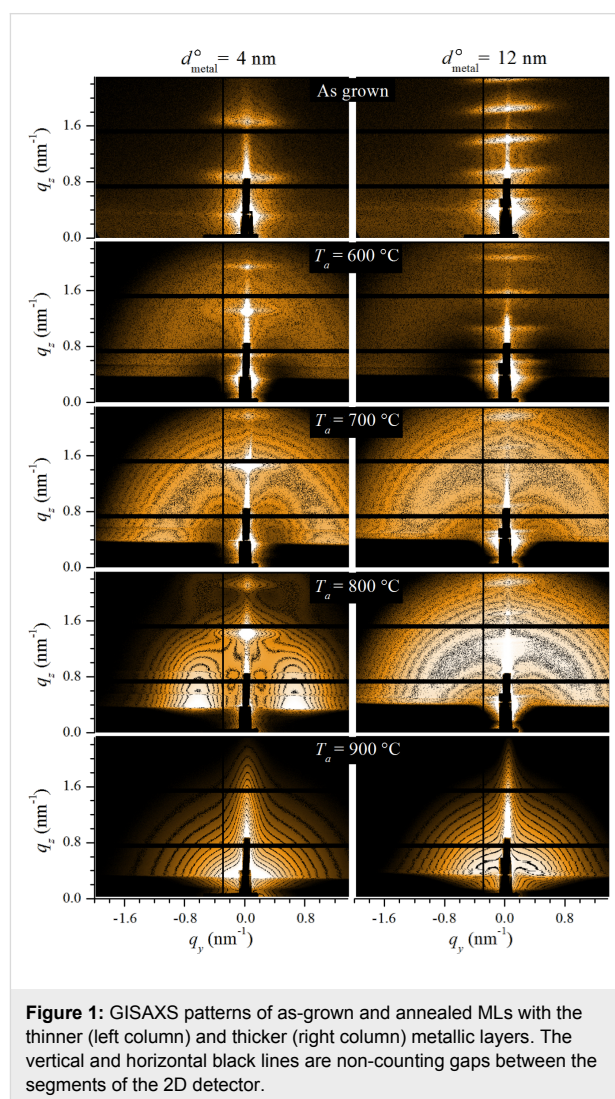 d°metal = 4 nm
d°metal = 12 nm
As grown
qz (nm-1)
1.6
0.8
0.0
Ta = 600 °C
qz (nm-1)
1.6
0.8
0.0
Ta = 700 °C
qz (nm-1)
1.6
0.8
0.0
Ta = 800 °C
qz (nm-1)
1.6
0.8
0.0
Ta = 900 °C
qz (nm-1)
1.6
0.8
0.0
-1.6 -0.8 0.0 0.8 -1.6 -0.8 0.0 0.8
qy (nm-1) qy (nm-1)
Figure 1: GISAXS patterns of as-grown and annealed MLs with the
thinner (left column) and thicker (right column) metallic layers. The
vertical and horizontal black lines are non-counting gaps between the
segments of the 2D detector.